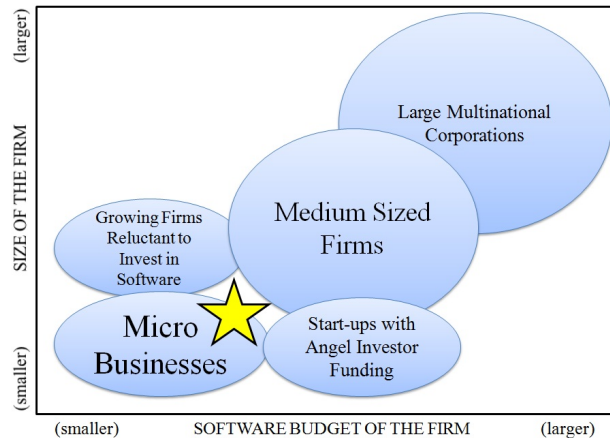 (larger)
SIZE OF THE FIRM
(smaller)
Large Multinational
Corporations
Medium Sized
Firms
Growing Firms
Reluctant to
Invest in
Software
Micro
Businesses
Start-ups with
Angel Investor
Funding
(smaller)
SOFTWARE BUDGET OF THE FIRM
(larger)